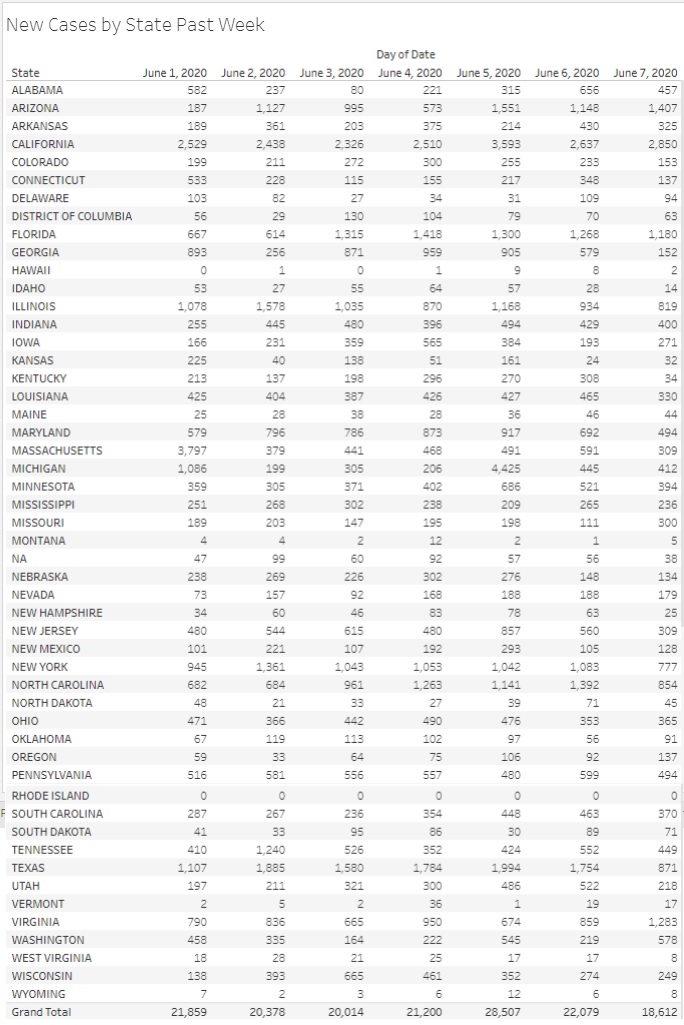 New Cases by State Past Week
Day of Date
State June 1, 2020 June 2, 2020 June 3, 2020 June 4, 2020 June 5, 2020 June 6, 2020 June 7, 2020
ALABAMA 582 237 80 221 315 656 457
ARIZONA 187 1,127 995 573 1,551 1,148 1,407
ARKANSAS 189 361 203 375 214 430 325
CALIFORNIA 2,529 2,438 2,326 2,510 3,593 2,637 2,850
COLORADO 199 211 272 300 255 233 153
CONNECTICUT 533 228 115 155 217 348 137
DELAWARE 103 82 27 34 31 109 94
DISTRICT OF COLUMBIA 56 29 130 104 79 70 63
FLORIDA 667 614 1,315 1,418 1,300 1,268 1,180
GEORGIA 893 256 871 959 905 579 152
HAWAII 0 1 0 1 9 8 2
IDAHO 53 27 55 64 57 28 14
ILLINOIS 1,078 1,578 1,035 870 1,168 934 819
INDIANA 255 445 480 396 494 429 400
IOWA 166 231 359 565 384 193 271
KANSAS 225 40 138 51 161 24 32
KENTUCKY 213 137 198 296 270 308 34
LOUISIANA 425 404 387 426 427 465 330
MAINE 25 28 38 28 36 46 44
MARYLAND 579 796 786 873 917 692 494
MASSACHUSETTS 3,797 379 441 468 491 591 309
MICHIGAN 1,086 199 305 206 4,425 445 412
MINNESOTA 359 305 371 402 686 521 394
MISSISSIPPI 251 268 302 238 209 265 236
MISSOURI 189 203 147 195 198 111 300
MONTANA 4 4 2 12 2 1 5
NA 47 99 60 92 57 56 38
NEBRASKA 238 269 226 302 276 148 134
NEVADA 73 157 92 168 188 188 179
NEW HAMPSHIRE 34 60 46 83 78 63 25
NEW JERSEY 480 544 615 480 857 560 309
NEW MEXICO 101 221 107 192 293 105 128
NEW YORK 945 1,361 1,043 1,053 1,042 1,083 777
NORTH CAROLINA 682 684 961 1,263 1,141 1,392 854
NORTH DAKOTA 48 21 33 27 39 71 45
OHIO 471 366 442 490 476 353 365
OKLAHOMA 67 119 113 102 97 56 91
OREGON 59 33 64 75 106 92 137
PENNSYLVANIA 516 581 556 557 480 599 494
RHODE ISLAND 0 0 0 0 0 0 0
SOUTH CAROLINA 287 267 236 354 448 463 370
SOUTH DAKOTA 41 33 95 86 30 89 71
TENNESSEE 410 1,240 526 352 424 552 449
TEXAS 1,107 1,885 1,580 1,784 1,994 1,754 871
UTAH 197 211 321 300 486 522 218
VERMONT 2 5 2 36 1 19 17
VIRGINIA 790 836 665 950 674 859 1,283
WASHINGTON 458 335 164 222 545 219 578
WEST VIRGINIA 18 28 21 25 17 17 8
WISCONSIN 138 393 665 461 352 274 249
WYOMING 7 2 3 6 12 6 8
Grand Total 21,859 20,378 20,014 21,200 28,507 22,079 18,612